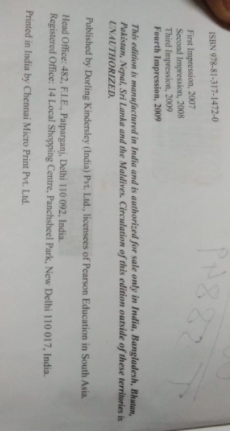 ISBN 978-81-317-1472-0
First Impression, 2007
Second Impression, 2008
Third Impression, 2009
Fourth Impression, 2009
This edition is manufactured in India and is authorized for sale only in India, Bangladesh, Bhutan,
Pakistan, Nepal, Sri Lanka and the Maldives. Circulation of this edition outside of these territories is
UNAUTHORIZED.
Published by Dorling Kindersley (India) Pvt. Ltd., licensees of Pearson Education in South Asia.
Head Office: 482, F.I.E., Patparganj, Delhi 110 092, India.
Registered Office: 14 Local Shopping Centre, Panchsheel Park, New Delhi 110 017, India.
Printed in India by Chennai Micro Print Pvt. Ltd.